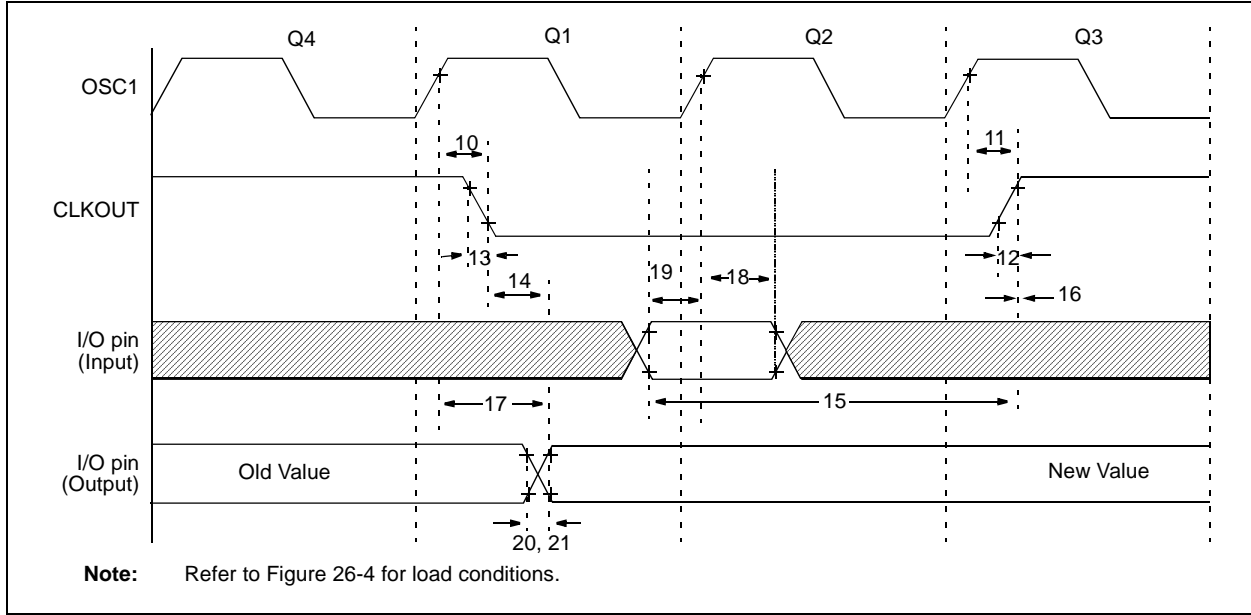 Q4 Q1 Q2 Q3
OSC1
10 11
CLKOUT
13 19 18 12
14 16
I/O pin
(Input)
17 15
I/O pin
(Output)
Old Value New Value
20, 21
Note: Refer to Figure 26-4 for load conditions.